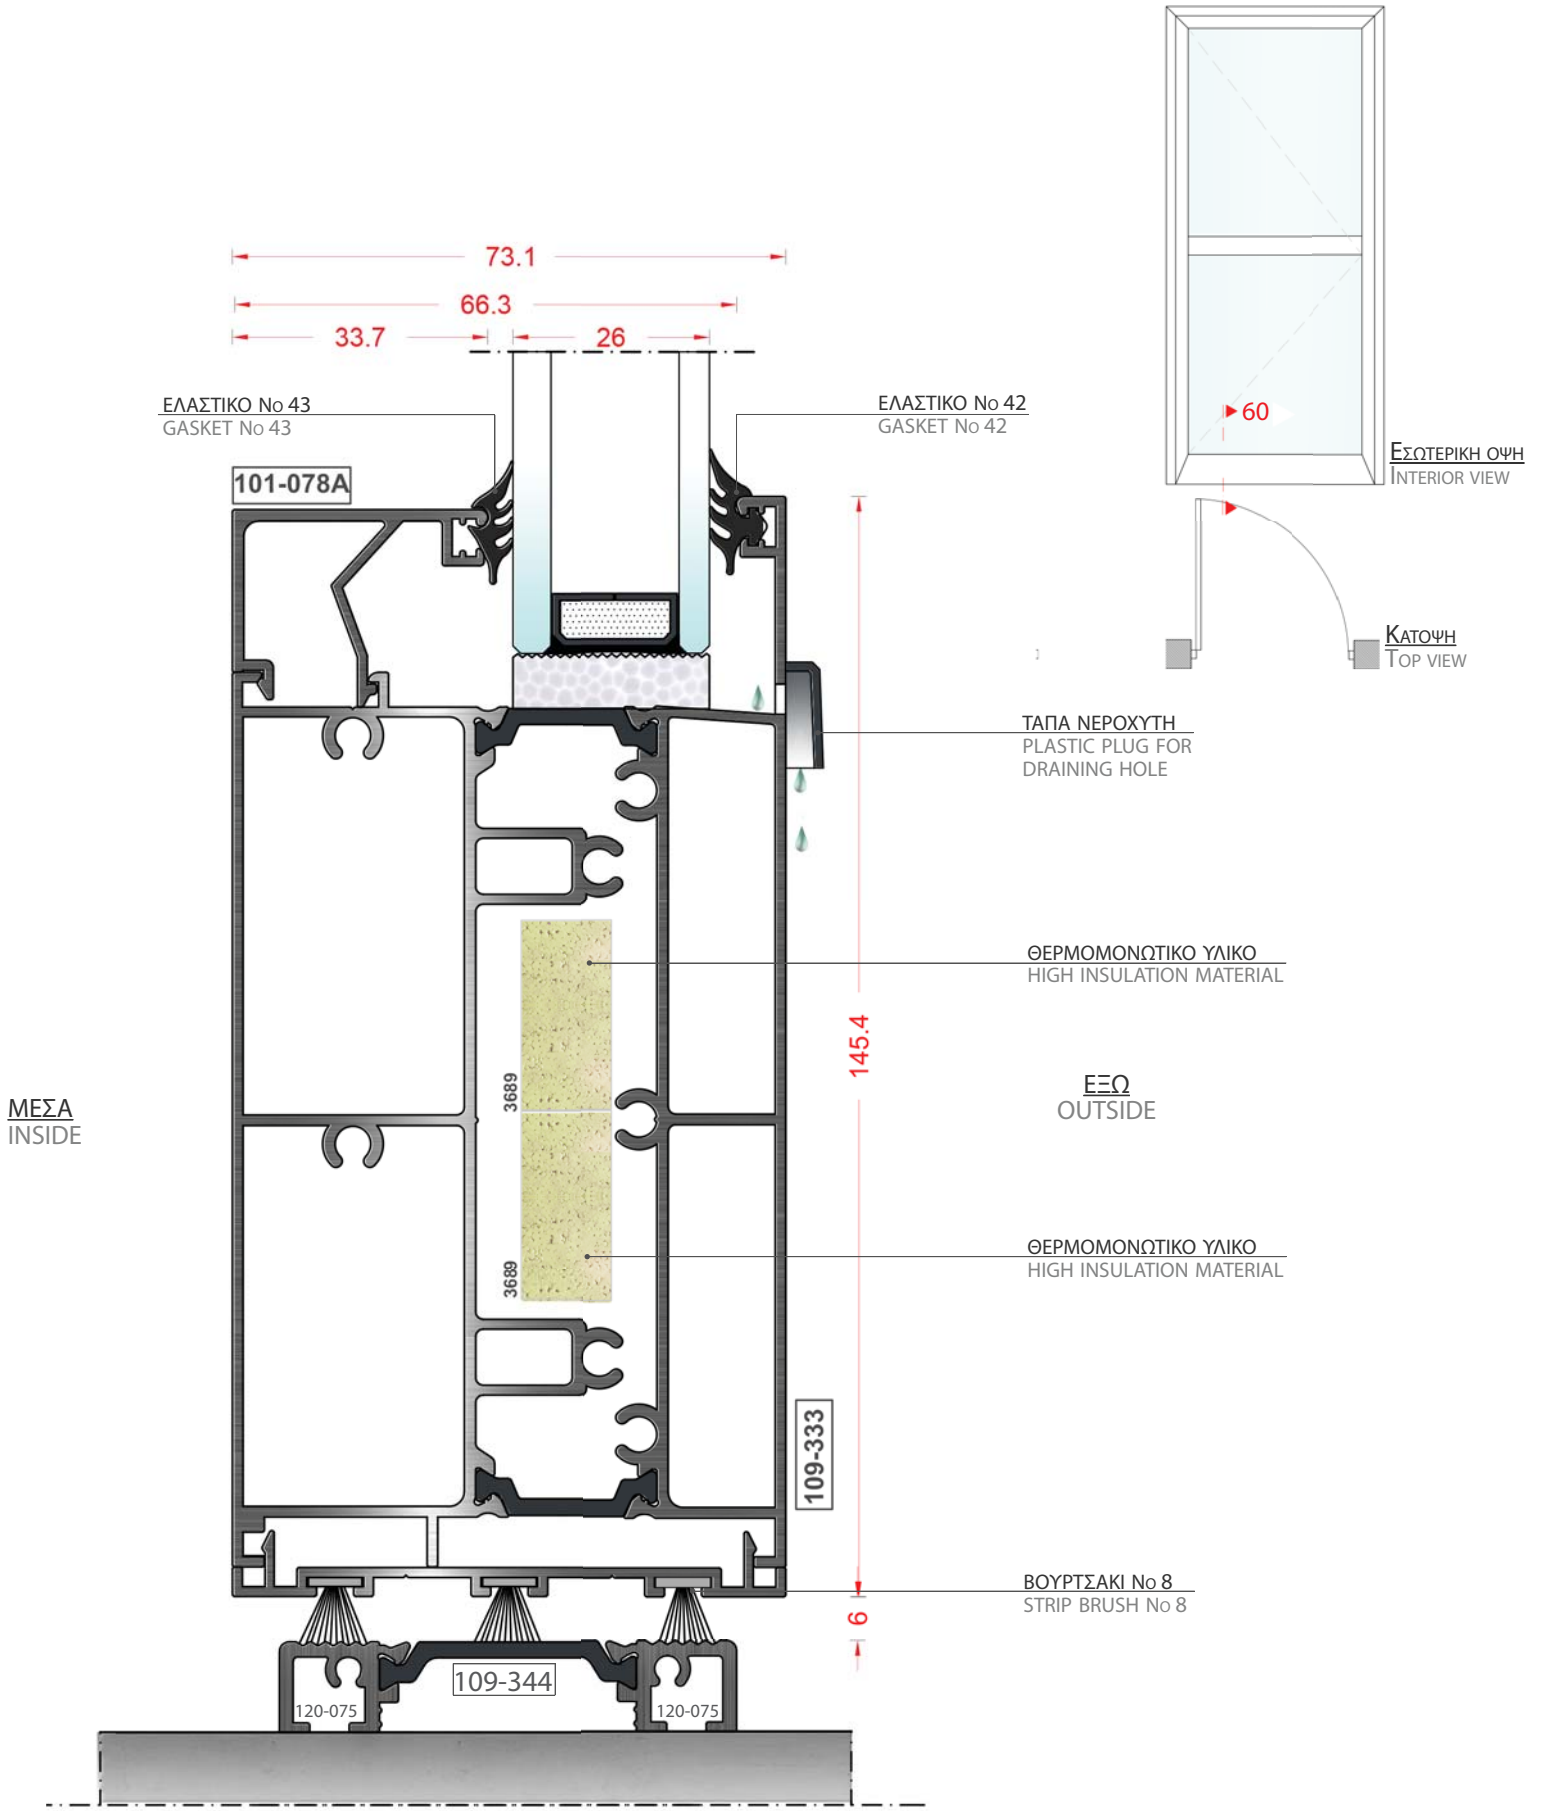 73.1
66.3
33.7
26
ΕΛΑΣΤΙΚΟ No 43
GASKET No 43
ΕΛΑΣΤΙΚΟ No 42
GASKET No 42
101-078A
60
ΕΣΩΤΕΡΙΚΗ ΟΨΗ
INTERIOR VIEW
ΚΑΤΟΨΗ
TOP VIEW
ΤΑΠΑ ΝΕΡΟΧΥΤΗ
PLASTIC PLUG FOR
DRAINING HOLE
ΘΕΡΜΟΜΟΝΩΤΙΚΟ ΥΛΙΚΟ
HIGH INSULATION MATERIAL
145.4
3689
ΜΕΣΑ
INSIDE
ΕΞΩ
OUTSIDE
ΘΕΡΜΟΜΟΝΩΤΙΚΟ ΥΛΙΚΟ
HIGH INSULATION MATERIAL
3689
109-333
ΒΟΥΡΤΣΑΚΙ No 8
STRIP BRUSH No 8
6
109-344
120-075
120-075